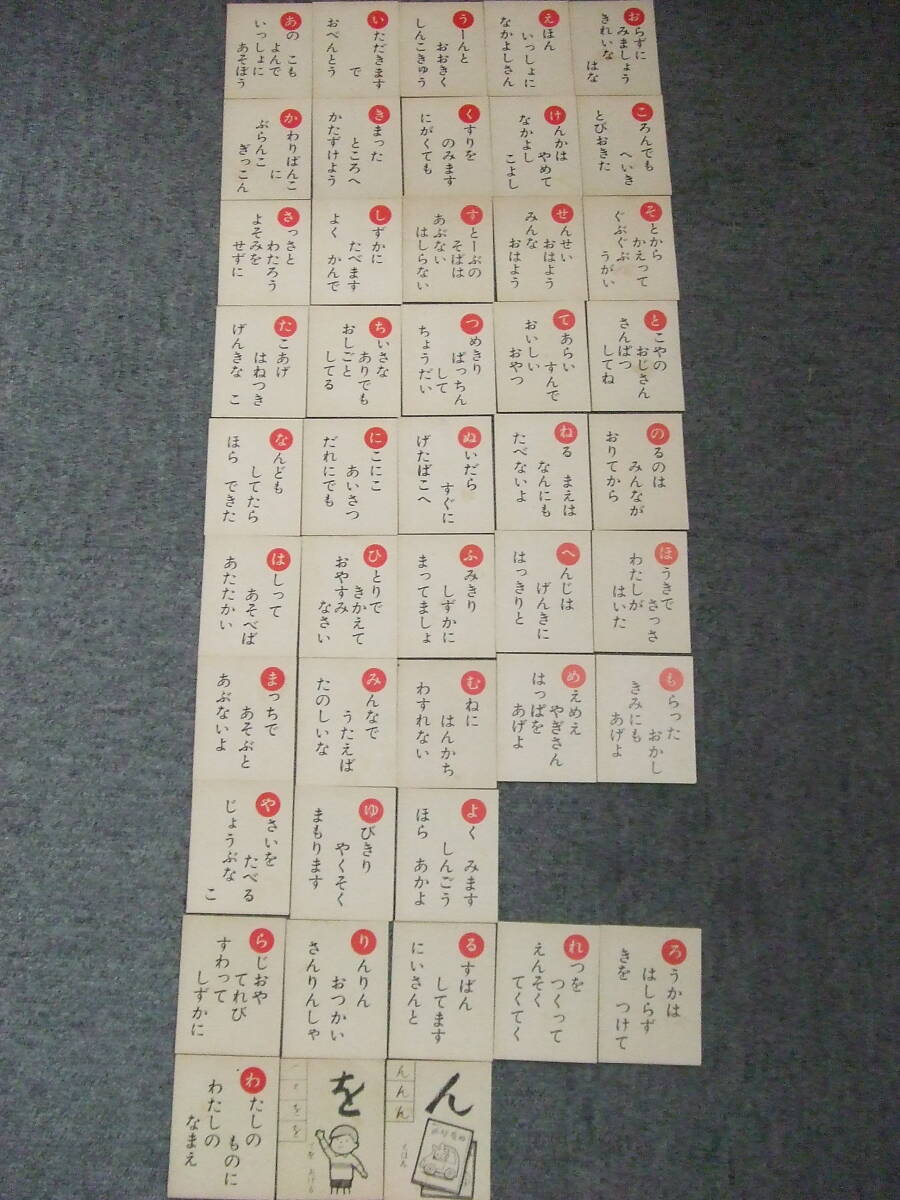 あの　こも
よんで
いっしょに
あそぼう
いただきます
で
おべんとう
うーんと
おおきく
しんこきゅう
えほん
いっしょに
なかよしさん
おらずに
みましょう
きれいな
はな
かわりばんこ
に
ぶらんこ
ぎっこん
きまった
ところへ
かたずけよう
くすりを
のみます
にがくても
けんかは
やめて
なかよし
こよし
ころんでも
へいき
とびおきた
さっさと
わたろう
よそみを
せずに
しずかに
たべます
よく　かんで
すとーぶの
そばは
あぶない
はしらない
せんせい
おはよう
みんな
おはよう
そとから
かえって
ぐぶぐぶ
うがい
たこあげ
はねつき
げんきな　こ
ちいさな
ありでも
おしごと
してる
つめきり
ぱっちん
して
ちょうだい
てあらい
すんで
おいしい
おやつ
とこやの
おじさん
さんぱつ
してね
なんども
してたら
ほら　できた
にこにこ
あいさつ
だれにでも
ぬいだら
すぐに
げたばこへ
ねる　まえは
なんにも
たべないよ
のるのは
みんなが
おりてから
はしって
あそべば
あたたかい
ひとりで
きかえて
おやすみ
なさい
ふみきり
しずかに
まってましょ
へんじは
げんきに
はっきりと
ほうきで
さっさ
わたしが
はいた
まっちで
あそぶと
あぶないよ
みんなで
うたえば
たのしいな
むねに
はんかち
わすれない
めえめえ
やぎさん
はっぱを
あげよ
もらった
おかし
きみにも
あげよ
やさいを
たべる
じょうぶな　こ
ゆびきり
やくそく
まもります
よく　みます
しんごう
ほら　あかよ
らじおや
てれび
すわって
しずかに
りんりん
おつかい
さんりんしゃ
るすばん
してます
にいさんと
れつを
つくって
えんそく
てくてく
ろうかは
はしらず
きを　つけて
わたしの
ものに
わたしの
なまえ
を
を
ん
ん
ん
ん